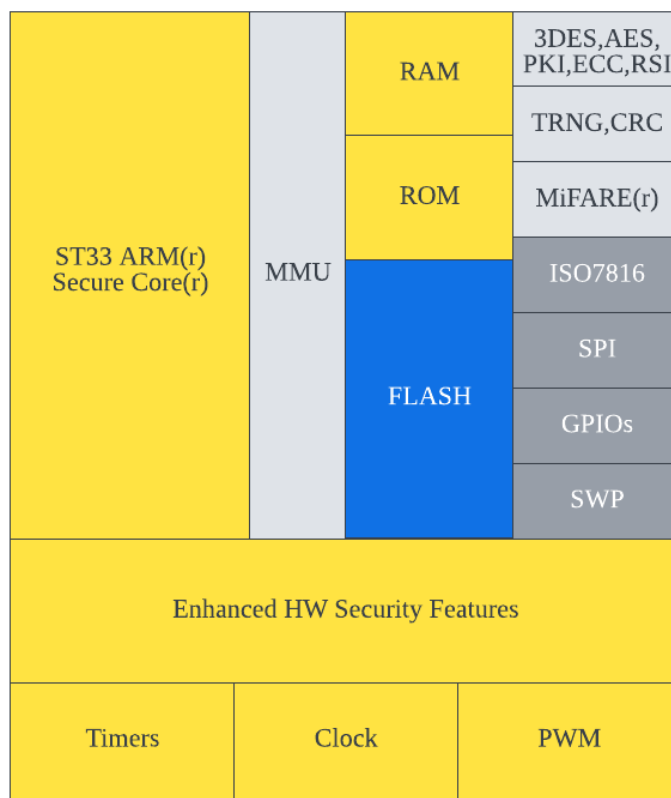 ST33 ARM(r)
Secure Core(r)
MMU
RAM
ROM
FLASH
3DES,AES,
PKI,ECC,RSI
TRNG,CRC
MiFARE(r)
ISO7816
SPI
GPIOs
SWP
Enhanced HW Security Features
Timers
Clock
PWM